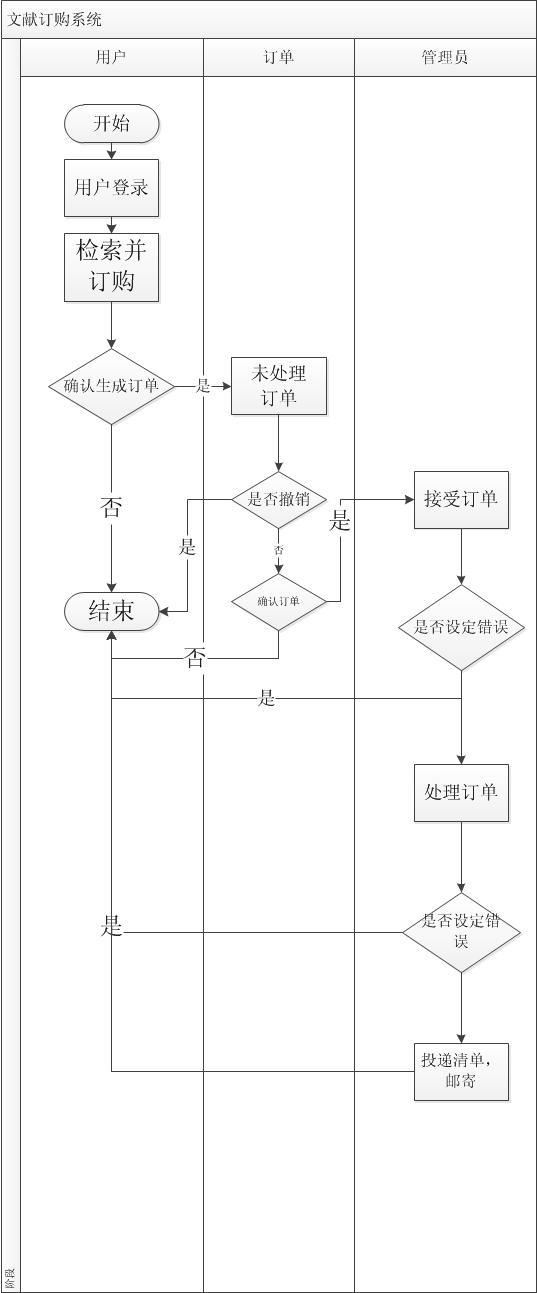 文献订购系统
用户
订单
管理员
开始
用户登录
检索并
订购
确认生成订单
是
未处理
订单
是否撤销
是
否
是
接受订单
否
确认订单
结束
是否设定错误
否
是
处理订单
是
是否设定错
误
投递清单，
邮寄
阶段